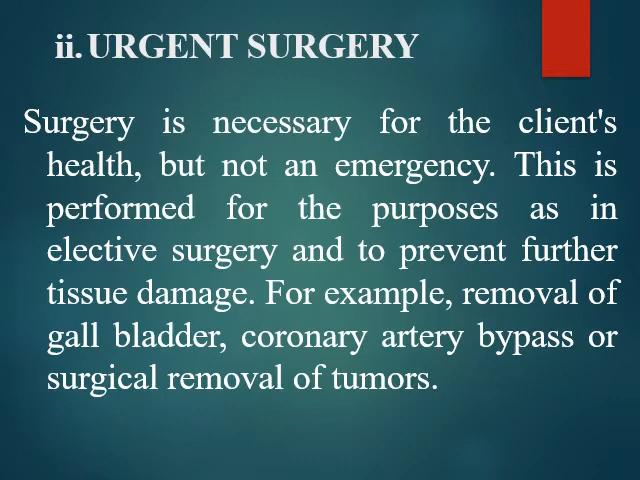 ii. URGENT SURGERY
Surgery is necessary for the client's
health, but not an emergency. This is
performed for the purposes as in
elective surgery and to prevent further
tissue damage. For example, removal of
gall bladder, coronary artery bypass or
surgical removal of tumors.